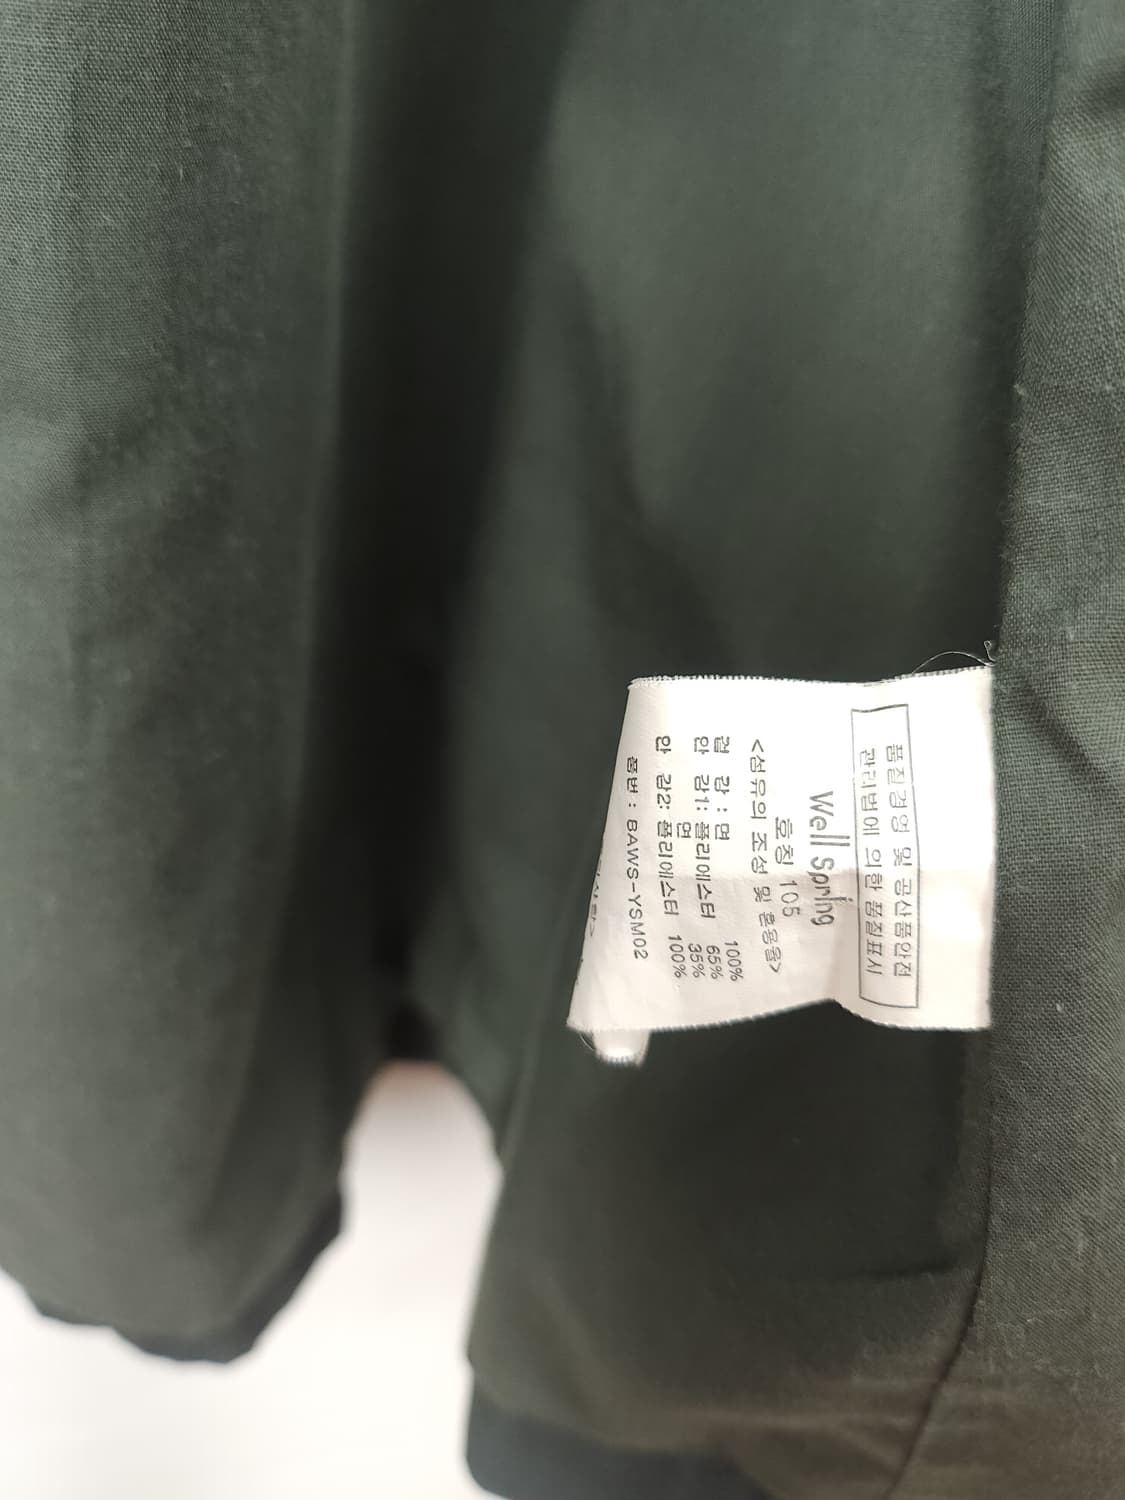 품질경영 및 공산품안전
관리법에 의한 품질표시
Well Spring
호칭 105
<섬유의 조성 및 혼용율>
겉 감 : 면 100%
안 감1: 폴리에스터 65%
면 35%
안 감2: 폴리에스터 100%
품번 : 8AWS-YSM02